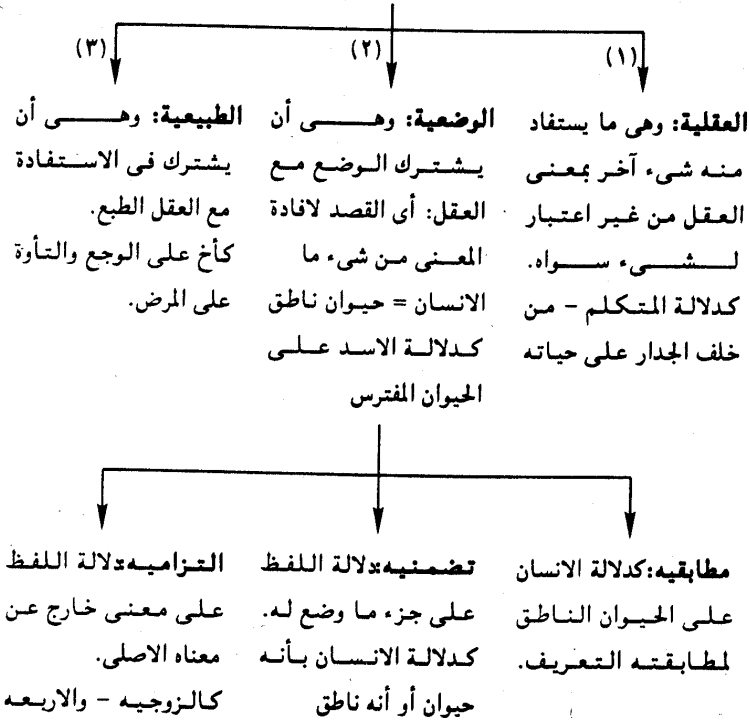 (١)
العقلية: وهى ما يستفاد
منه شىء آخر بمعنى
العقل من غير اعتبار
لـشـىء سـواه.
كدلالة المتكلم – من
خلف الجدار على حياته
(٢)
الوضعية: وهـى أن
يشترك الوضع مع
العقل: أى القصد لافادة
المعنى من شىء ما
الانسان = حيوان ناطق
كدلالة الاسد على
الحيوان المفترس
(٣)
الطبيعية: وهـى أن
يشترك فى الاستفادة
مع العقل الطبع.
كأخ على الوجع والتأوة
على المرض.
مطابقيه: كدلالة الانسان
على الحيوان الناطق
لمطابقته التعريف.
تضمنيه: دلالة اللفظ
على جزء ما وضع له.
كدلالة الانسان بأنه
حيوان أو أنه ناطق
التزاميه: دلالة اللفظ
على معنى خارج عن
معناه الاصلى.
كالزوجيه – والاربعه